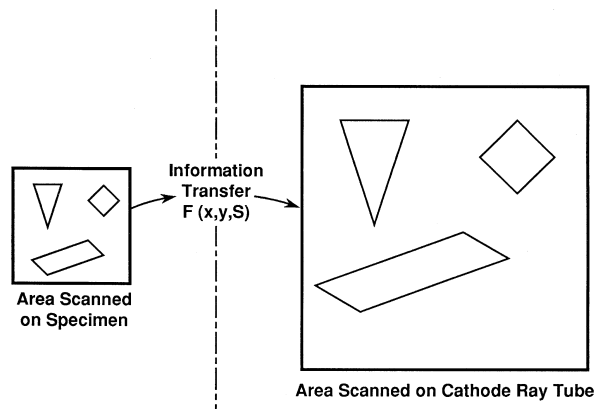 Information
Transfer
F (x,y,S)
Area Scanned
on Specimen
Area Scanned on Cathode Ray Tube